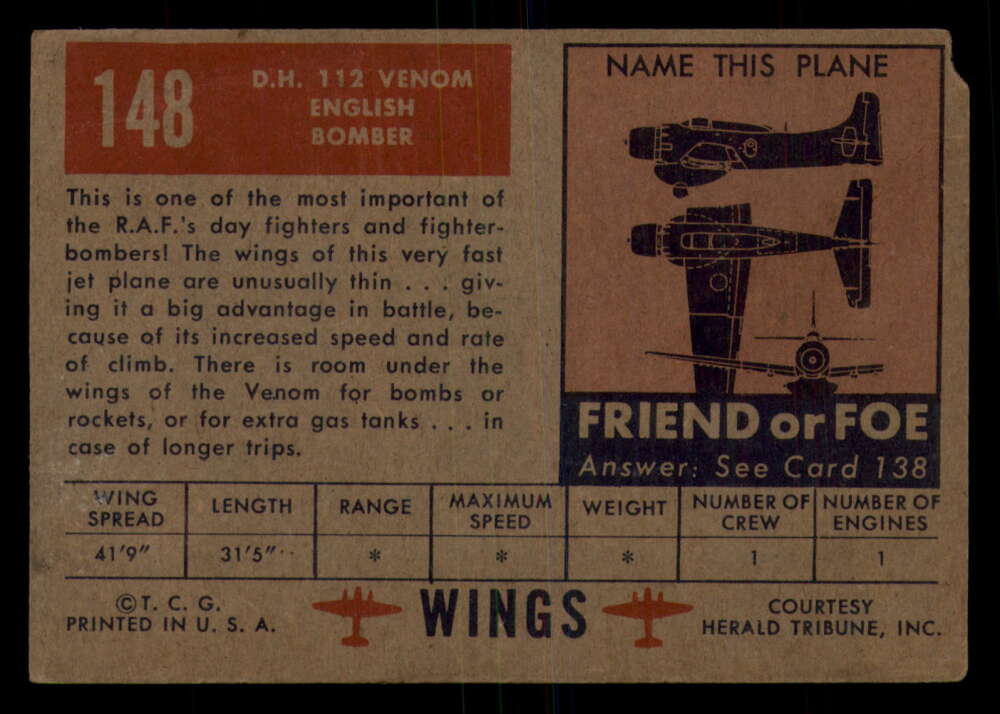 148
D.H. 112 VENOM
ENGLISH
BOMBER
This is one of the most important of
the R.A.F.'s day fighters and fighter-
bombers! The wings of this very fast
jet plane are unusually thin . . . giv-
ing it a big advantage in battle, be-
cause of its increased speed and rate
of climb. There is room under the
wings of the Venom for bombs or
rockets, or for extra gas tanks . . . in
case of longer trips.
NAME THIS PLANE
FRIEND or FOE
Answer: See Card 138
WING SPREAD LENGTH RANGE MAXIMUM SPEED WEIGHT NUMBER OF CREW NUMBER OF ENGINES
41'9" 31'5" * * * 1 1
©T. C. G.
PRINTED IN U. S. A.
WINGS
COURTESY
HERALD TRIBUNE, INC.